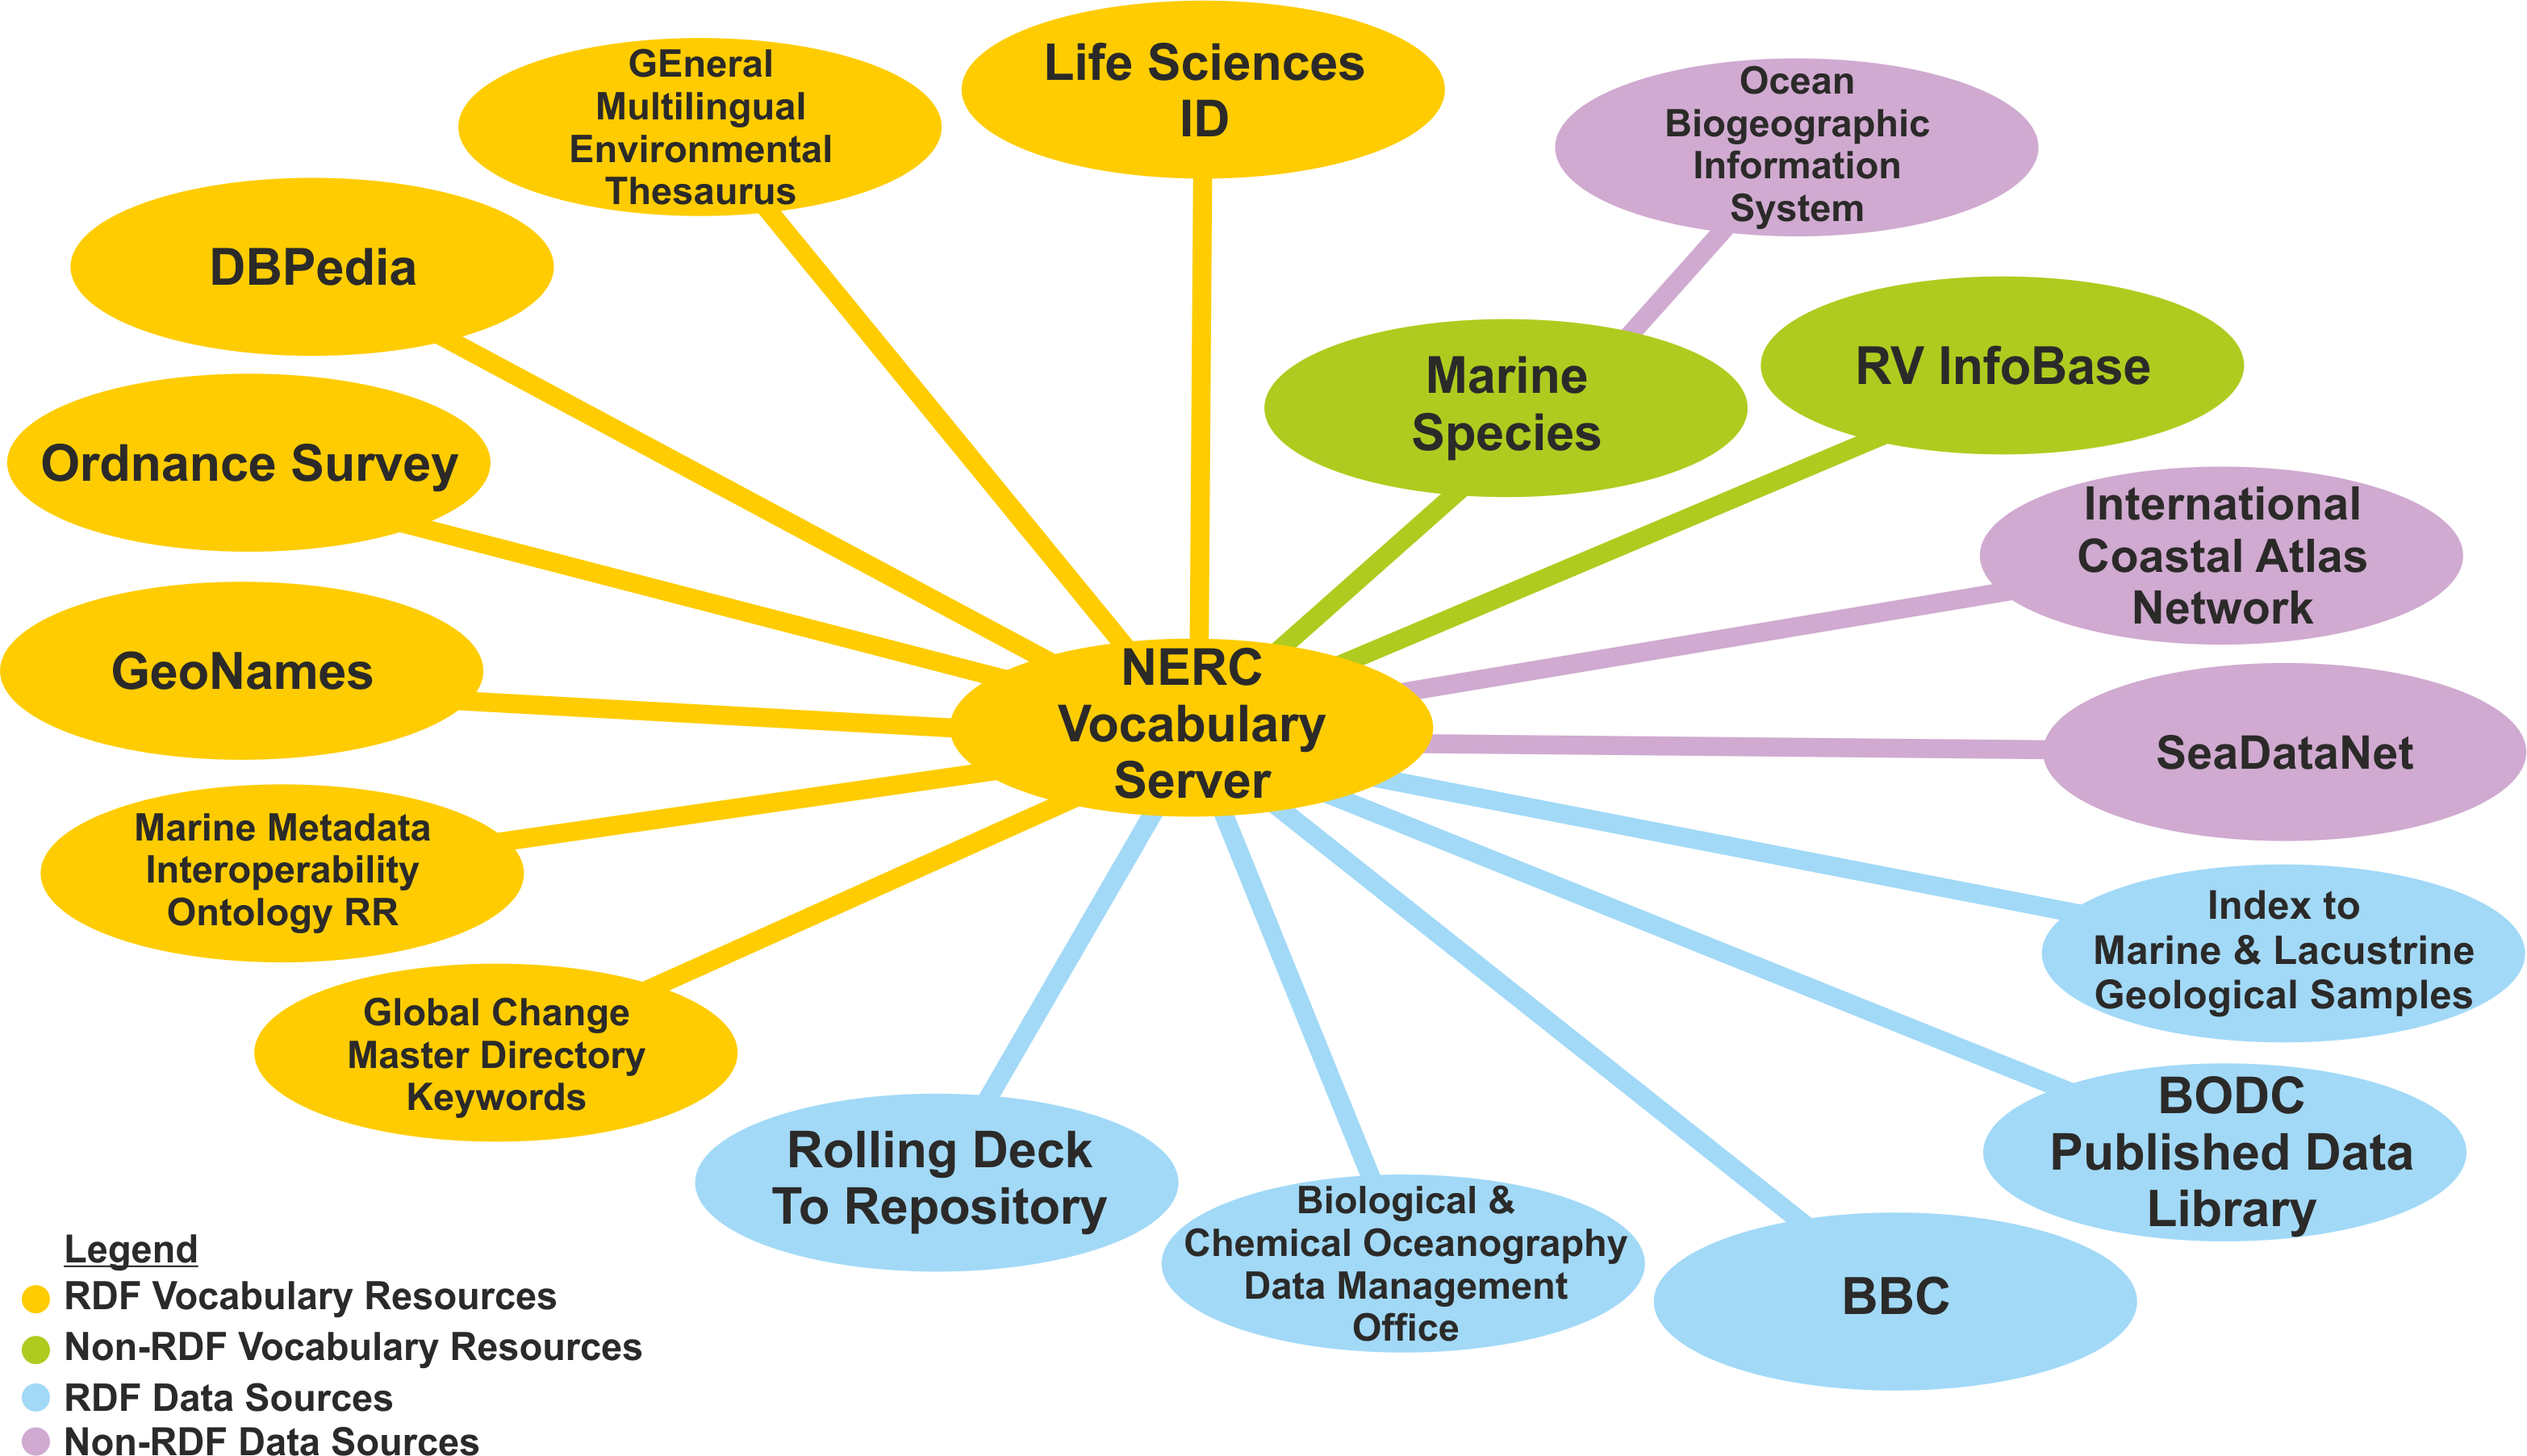 Life Sciences
ID
GEneral
Multilingual
Environmental
Thesaurus
Ocean
Biogeographic
Information
System
DBPedia
Marine
Species
RV InfoBase
Ordnance Survey
International
Coastal Atlas
Network
GeoNames
NERC
Vocabulary
Server
SeaDataNet
Marine Metadata
Interoperability
Ontology RR
Index to
Marine & Lacustrine
Geological Samples
Global Change
Master Directory
Keywords
BODC
Published Data
Library
Rolling Deck
To Repository
Biological &
Chemical Oceanography
Data Management
Office
BBC
Legend
RDF Vocabulary Resources
Non-RDF Vocabulary Resources
RDF Data Sources
Non-RDF Data Sources